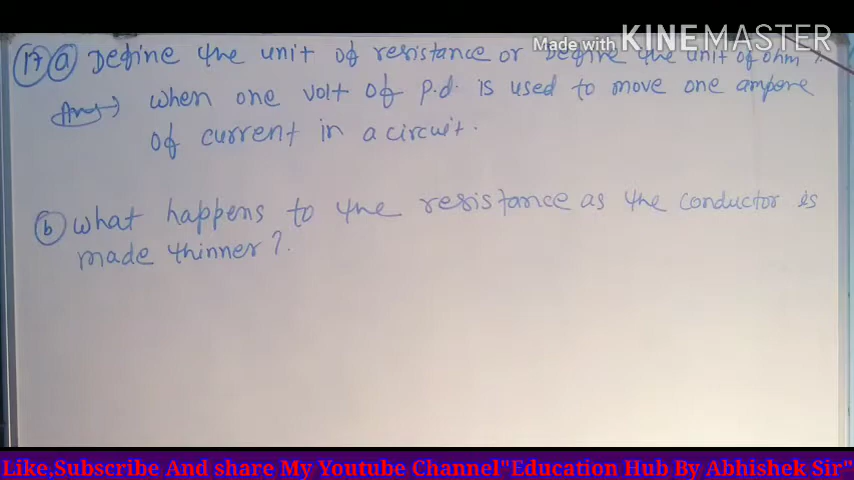 Made with KINEMASTER
17 a Define the unit of resistance or Define the unit of ohm?
Ans→ when one volt of p.d. is used to move one ampere
of current in a circuit.
b What happens to the resistance as the conductor is
made thinner?
Like,Subscribe And share My Youtube Channel"Education Hub By Abhishek Sir"